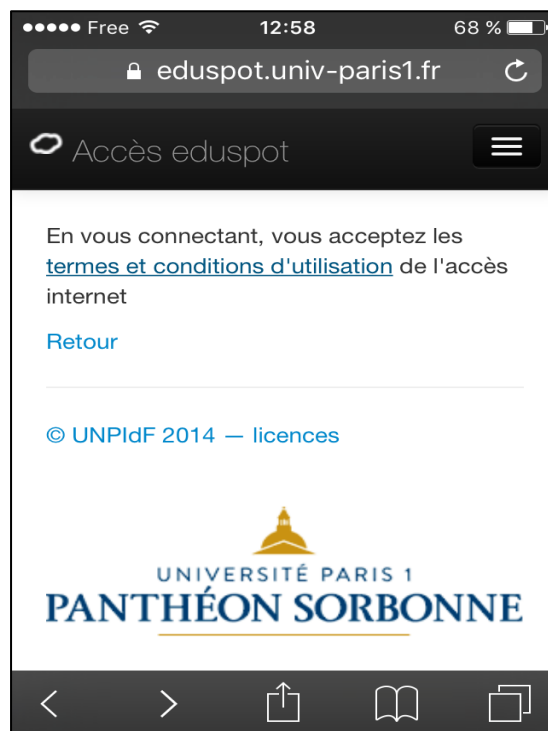 Free 12:58 68 %
eduspot.univ-paris1.fr
Accès eduspot
En vous connectant, vous acceptez les
termes et conditions d'utilisation de l'accès
internet
Retour
© UNPIdF 2014 — licences
UNIVERSITÉ PARIS 1
PANTHÉON SORBONNE